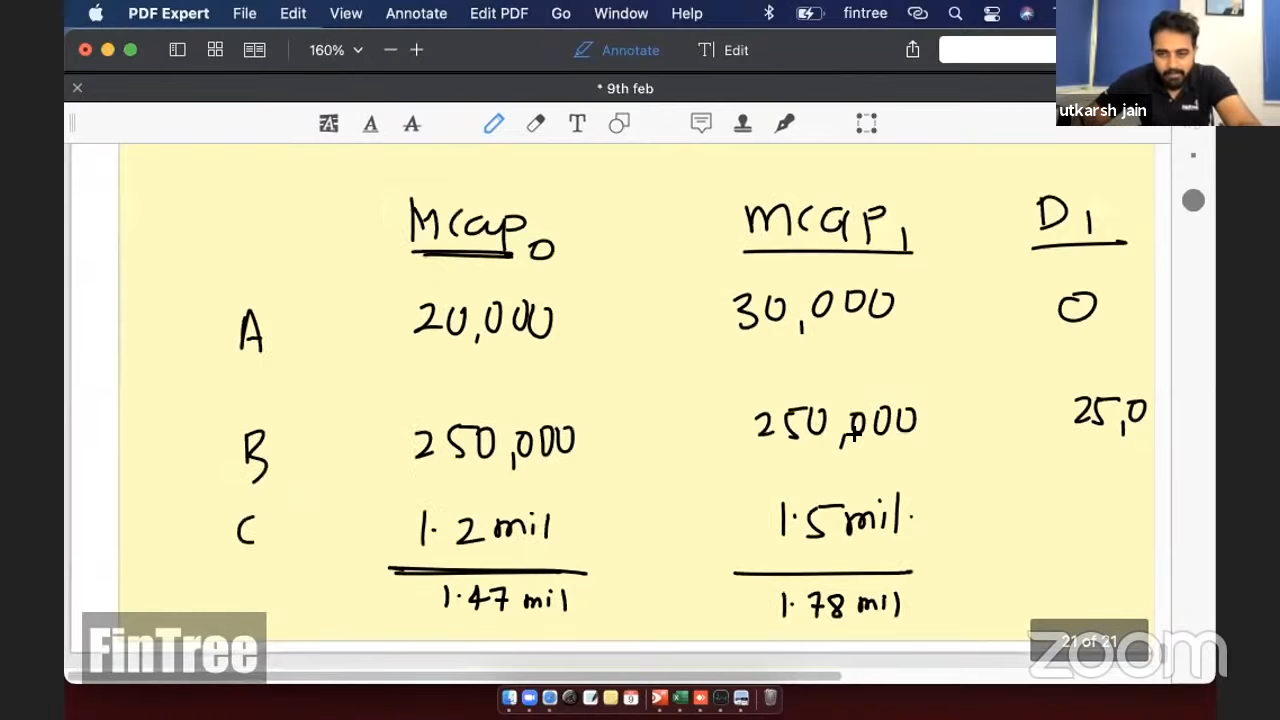 PDF Expert File Edit View Annotate Edit PDF Go Window Help fintree
160% Annotate T| Edit
* 9th feb
utkarsh jain
Mcap0 mcap1 D1
A 20,000 30,000 0
B 250,000 250,000 25,0
C 1.2 mil 1.5 mil.
1.47 mil 1.78 mil
21 of 21
FinTree zoom